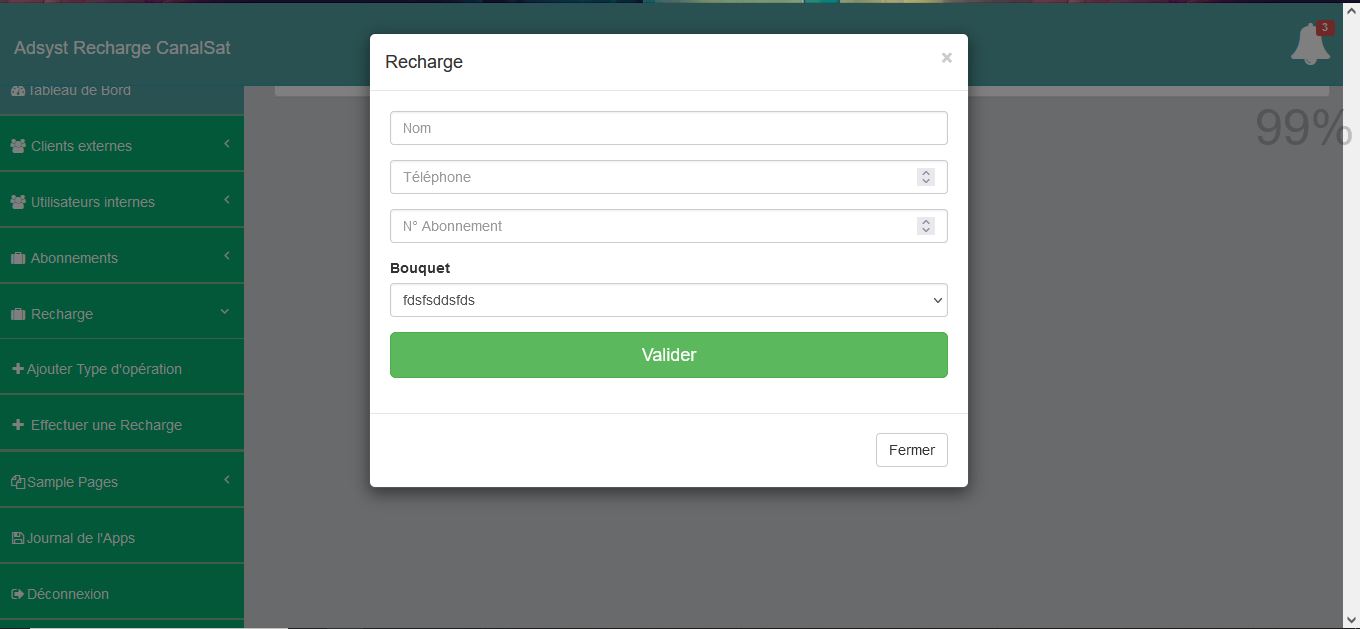 Adsyst Recharge CanalSat
3
Recharge
×
Tableau de Bord
99%
Clients externes
Utilisateurs internes
Abonnements
Recharge
Ajouter Type d'opération
Effectuer une Recharge
Sample Pages
Journal de l'Apps
Déconnexion
Nom
Téléphone
N° Abonnement
Bouquet
fdsfsddsfds
Valider
Fermer